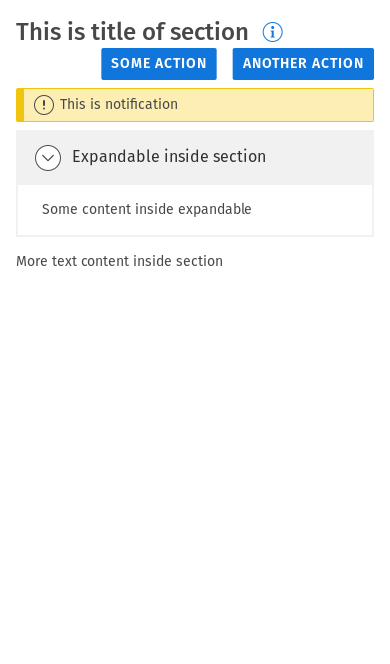 This is title of section
SOME ACTION ANOTHER ACTION
This is notification
Expandable inside section
Some content inside expandable
More text content inside section